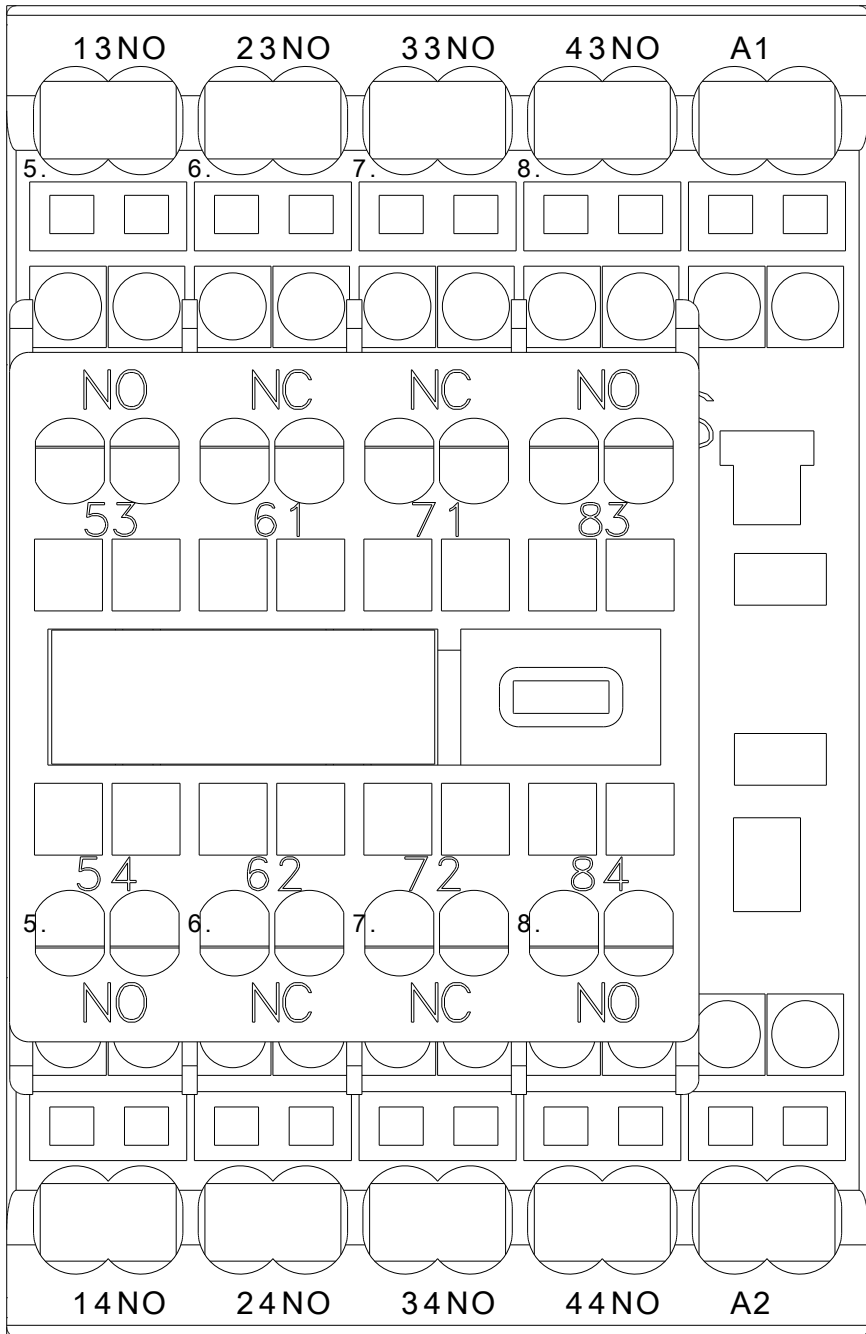 13NO 23NO 33NO 43NO A1
5. 6. 7. 8.
NO NC NC NO
53 61 71 83
54 62 72 84
5. 6. 7. 8.
NO NC NC NO
14NO 24NO 34NO 44NO A2